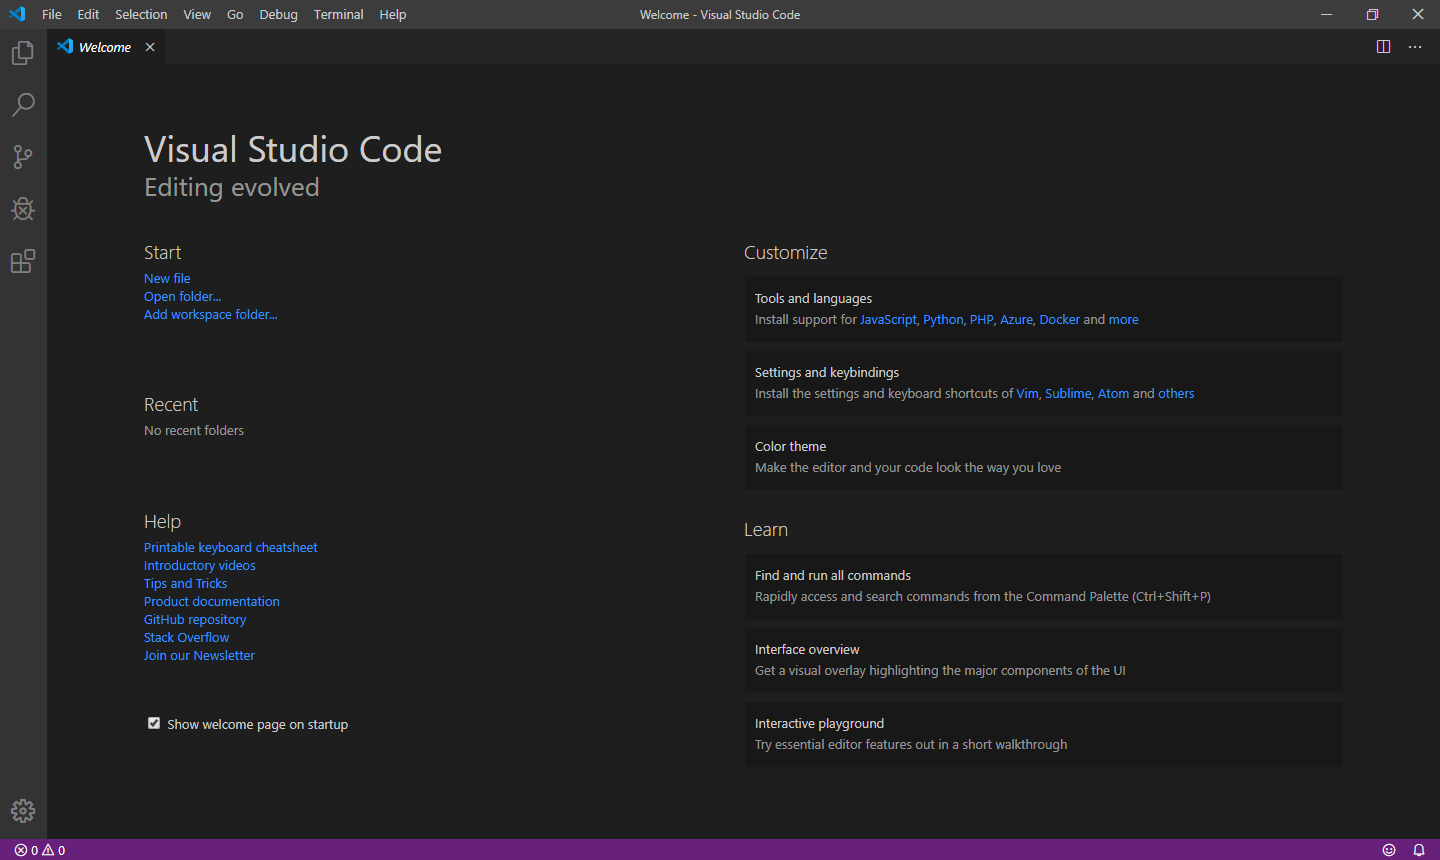 File Edit Selection View Go Debug Terminal Help
Welcome - Visual Studio Code
Welcome
Visual Studio Code
Editing evolved
Start
New file
Open folder...
Add workspace folder...
Recent
No recent folders
Help
Printable keyboard cheatsheet
Introductory videos
Tips and Tricks
Product documentation
GitHub repository
Stack Overflow
Join our Newsletter
Show welcome page on startup
Customize
Tools and languages
Install support for JavaScript, Python, PHP, Azure, Docker and more
Settings and keybindings
Install the settings and keyboard shortcuts of Vim, Sublime, Atom and others
Color theme
Make the editor and your code look the way you love
Learn
Find and run all commands
Rapidly access and search commands from the Command Palette (Ctrl+Shift+P)
Interface overview
Get a visual overlay highlighting the major components of the UI
Interactive playground
Try essential editor features out in a short walkthrough
0 0